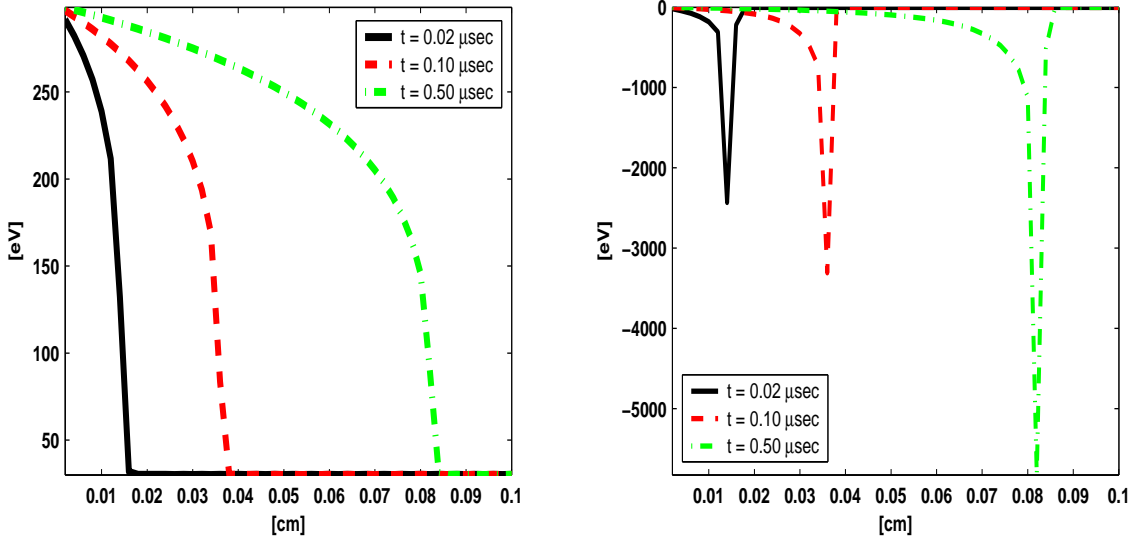 250
200
150
100
50
[eV]
t = 0.02 μsec
t = 0.10 μsec
t = 0.50 μsec
0.01 0.02 0.03 0.04 0.05 0.06 0.07 0.08 0.09 0.1
[cm]
0
−1000
−2000
−3000
−4000
−5000
[eV]
t = 0.02 μsec
t = 0.10 μsec
t = 0.50 μsec
0.01 0.02 0.03 0.04 0.05 0.06 0.07 0.08 0.09 0.1
[cm]